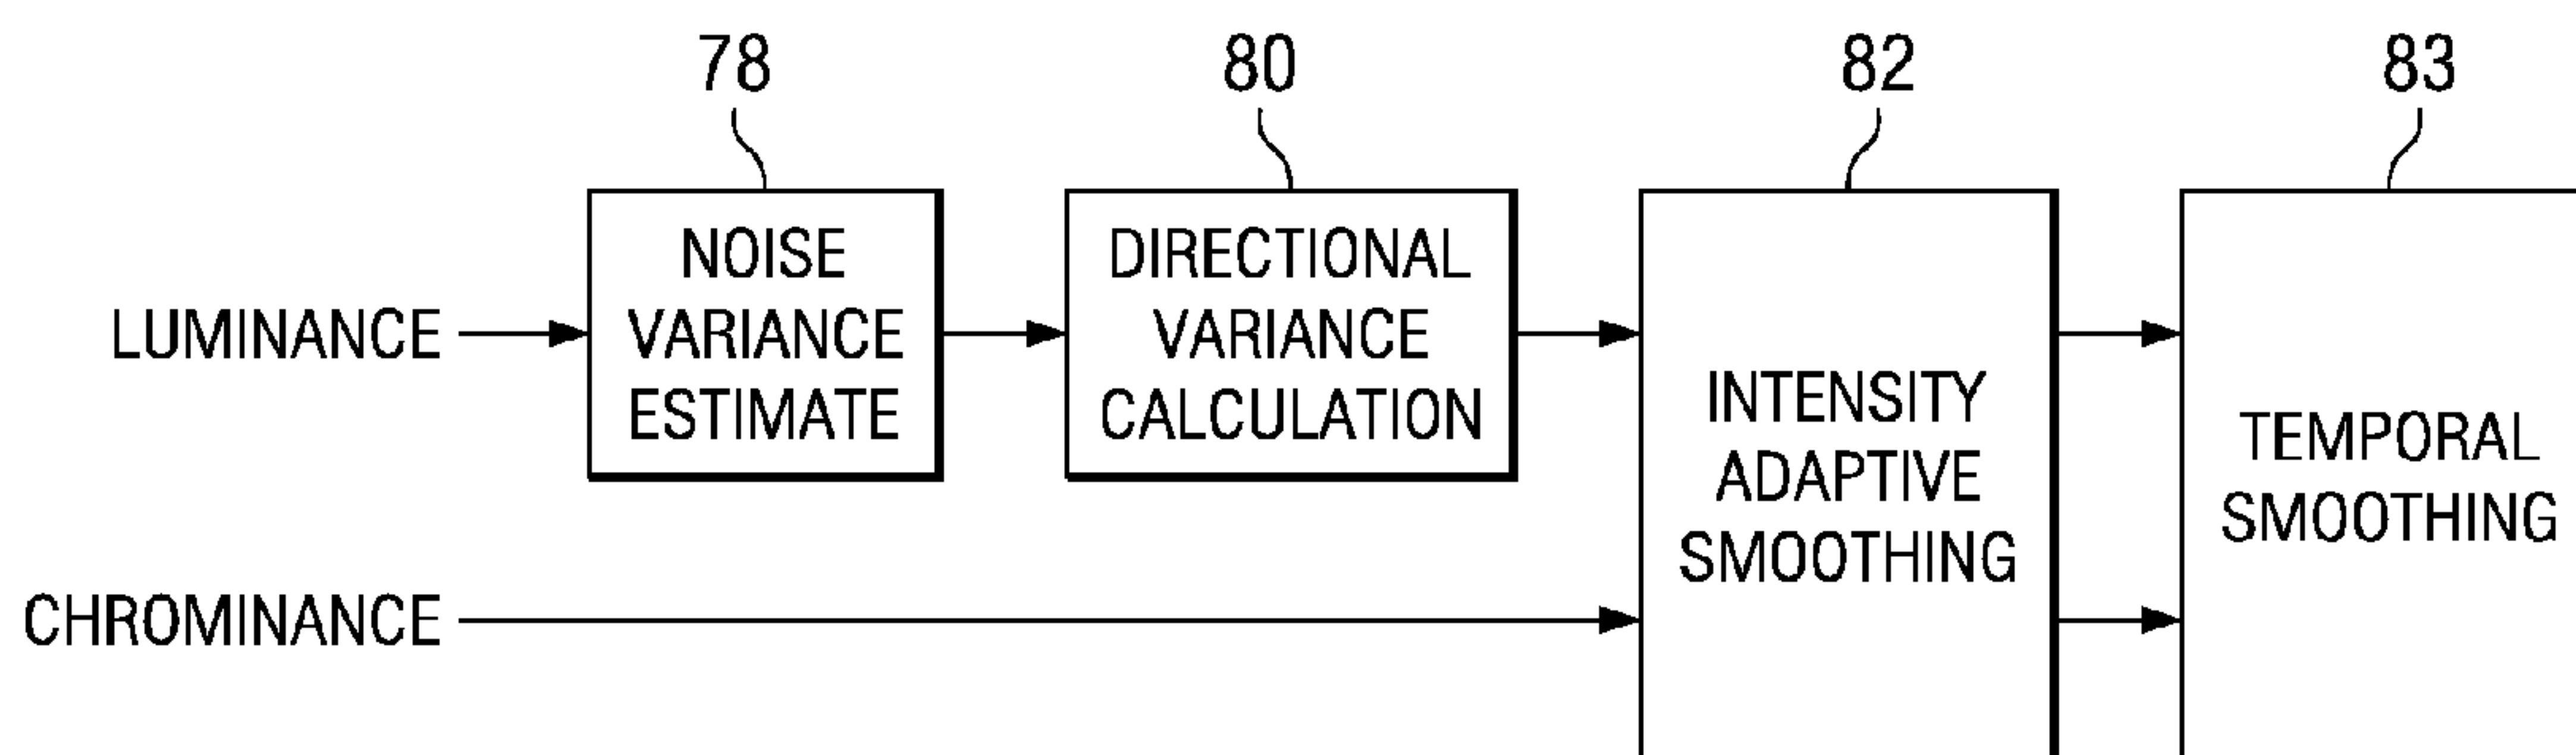 78
80
82
83
LUMINANCE
NOISE
VARIANCE
ESTIMATE
DIRECTIONAL
VARIANCE
CALCULATION
INTENSITY
ADAPTIVE
SMOOTHING
TEMPORAL
SMOOTHING
CHROMINANCE